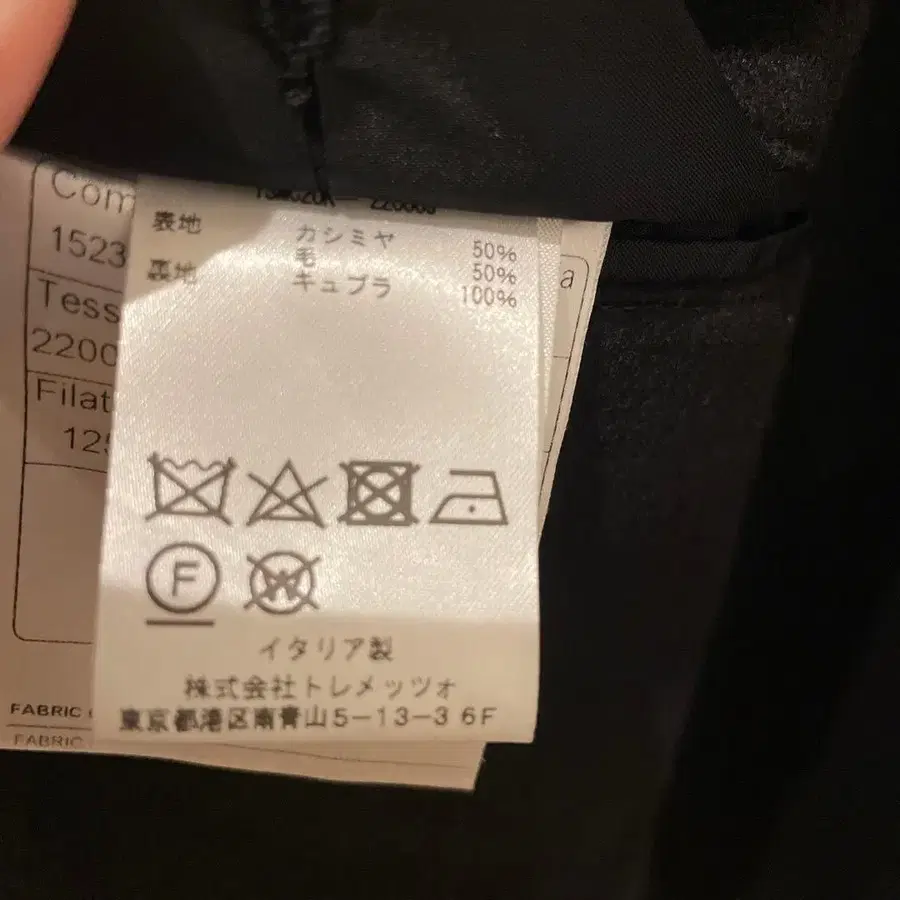 Com
1523
Tess
2200
Filat
125
a
表地 カシミヤ 50%
毛 50%
裏地 キュプラ 100%
F
W
イタリア製
株式会社トレメッツォ
東京都港区南青山5-13-3 6F
FABRIC
FABRIC